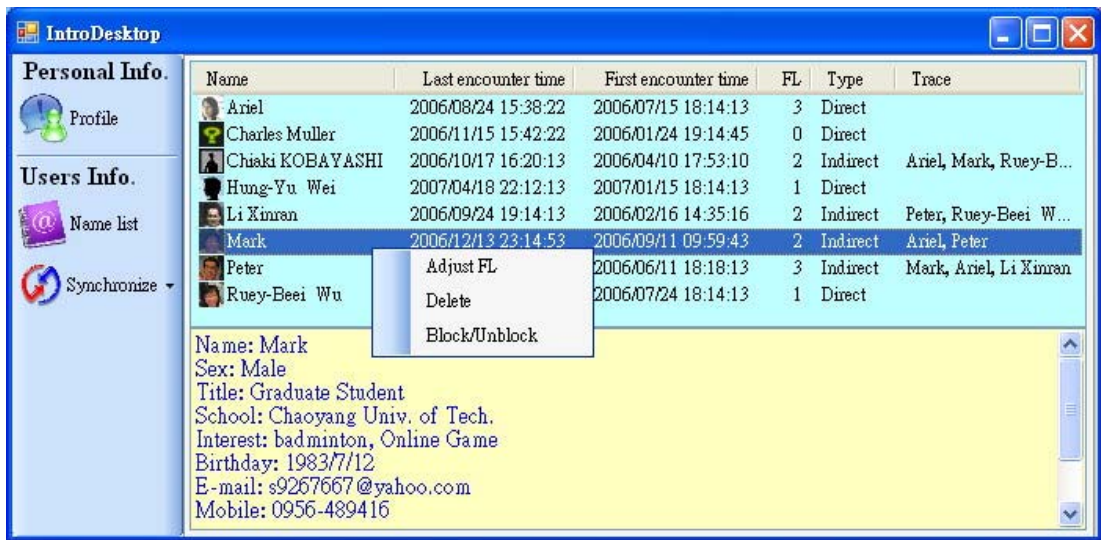 IntroDesktop
Personal Info.
Profile
Users Info.
Name list
Synchronize
Name Last encounter time First encounter time FL Type Trace
Ariel 2006/08/24 15:38:22 2006/07/15 18:14:13 3 Direct
Charles Muller 2006/11/15 15:42:22 2006/01/24 19:14:45 0 Direct
Chiaki KOBAYASHI 2006/10/17 16:20:13 2006/04/10 17:53:10 2 Indirect Ariel, Mark, Ruey-B...
Hung-Yu Wei 2007/04/18 22:12:13 2007/01/15 18:14:13 1 Direct
Li Xinran 2006/09/24 19:14:13 2006/02/16 14:35:16 2 Indirect Peter, Ruey-Beei W...
Mark 2006/12/13 23:14:53 2006/09/11 09:59:43 2 Indirect Ariel, Peter
Peter 2006/06/11 18:18:13 3 Indirect Mark, Ariel, Li Xinran
Ruey-Beei Wu 2006/07/24 18:14:13 1 Direct
Adjust FL
Delete
Block/Unblock
Name: Mark
Sex: Male
Title: Graduate Student
School: Chaoyang Univ. of Tech.
Interest: badminton, Online Game
Birthday: 1983/7/12
E-mail: s9267667@yahoo.com
Mobile: 0956-489416